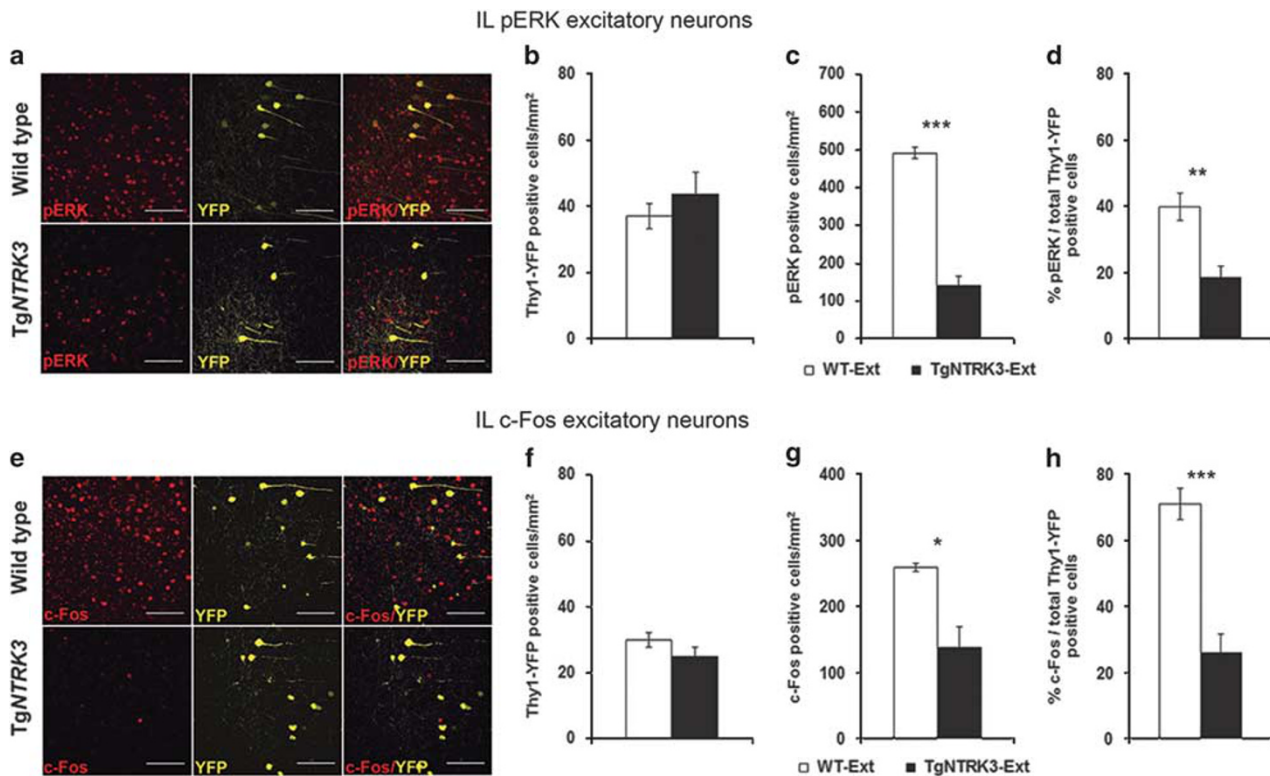 IL pERK excitatory neurons
a
Wild type
pERK
YFP
pERK/YFP
TgNTRK3
pERK
YFP
pERK/YFP
b
Thy1-YFP positive cells/mm²
80
60
40
20
0
c
pERK positive cells/mm²
700
600
500
400
300
200
100
0
***
d
% pERK / total Thy1-YFP
positive cells
80
60
40
20
0
**
WT-Ext TgNTRK3-Ext
IL c-Fos excitatory neurons
e
Wild type
c-Fos
YFP
c-Fos/YFP
TgNTRK3
c-Fos
YFP
c-Fos/YFP
f
Thy1-YFP positive cells/mm²
80
60
40
20
0
g
c-Fos positive cells/mm²
400
300
200
100
0
*
h
% c-Fos / total Thy1-YFP
positive cells
80
60
40
20
0
***
WT-Ext TgNTRK3-Ext